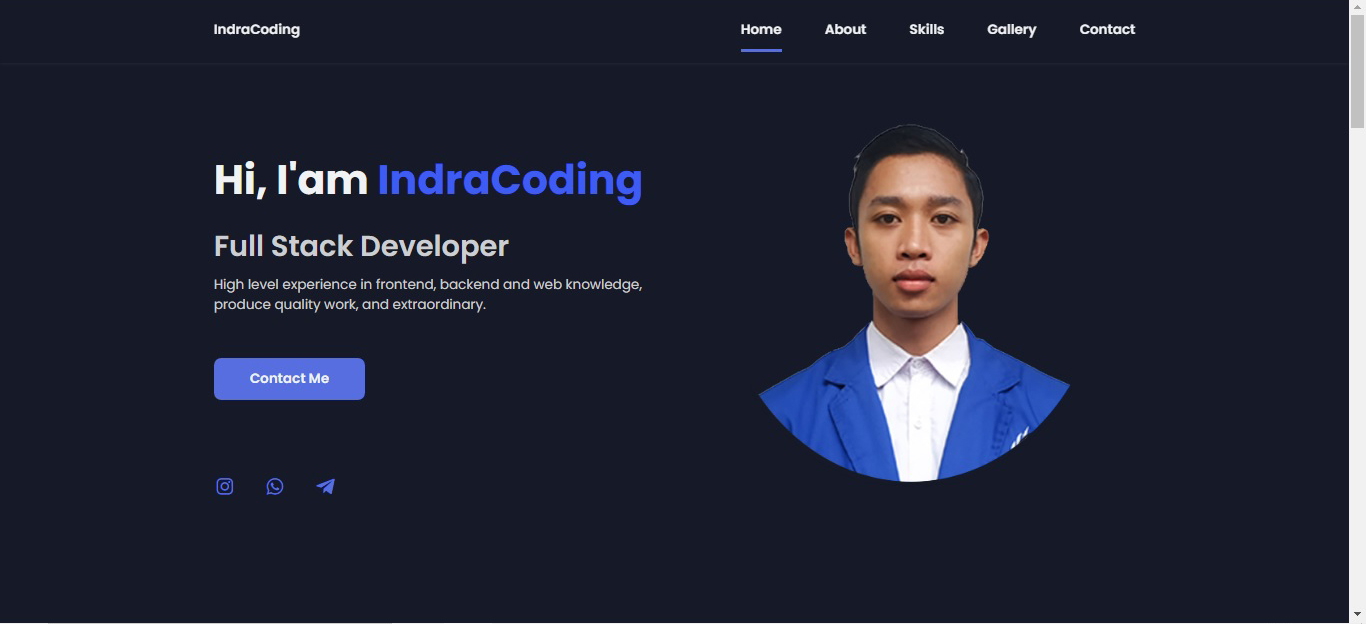 IndraCoding
Home About Skills Gallery Contact
Hi, I'am IndraCoding
Full Stack Developer
High level experience in frontend, backend and web knowledge,
produce quality work, and extraordinary.
Contact Me